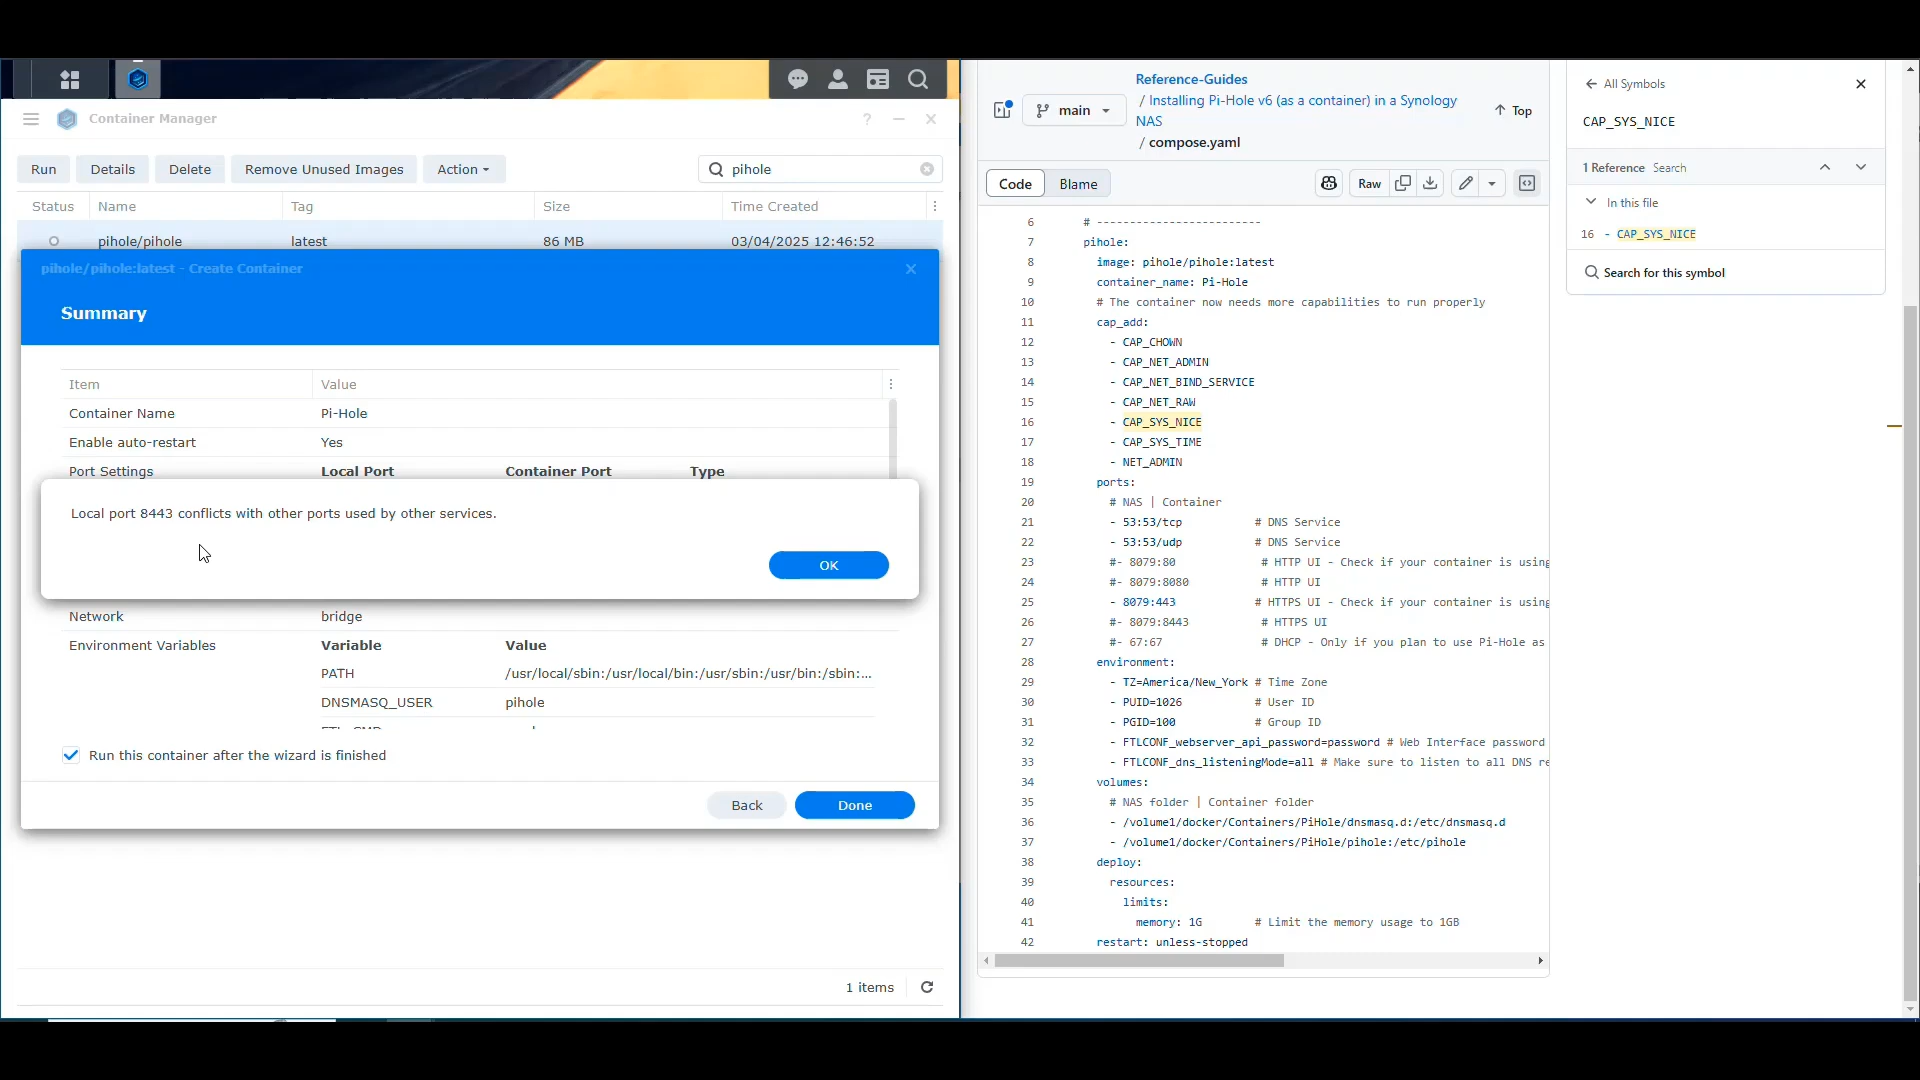 Container Manager
Run
Details
Delete
Remove Unused Images
Action
pihole
Status
Name
Tag
Size
Time Created
pihole/pihole
latest
86 MB
03/04/2025 12:46:52
pihole/pihole:latest - Create Container
Summary
Item
Value
Container Name
Pi-Hole
Enable auto-restart
Yes
Port Settings
Local Port
Container Port
Type
Local port 8443 conflicts with other ports used by other services.
OK
Network
bridge
Environment Variables
Variable
Value
PATH
/usr/local/sbin:/usr/local/bin:/usr/sbin:/usr/bin:/sbin:...
DNSMASQ_USER
pihole
Run this container after the wizard is finished
Back
Done
1 items
main
Reference-Guides
/ Installing Pi-Hole v6 (as a container) in a Synology
NAS
/ compose.yaml
Top
Code
Blame
Raw
6 # -------------------------
7 pihole:
8 image: pihole/pihole:latest
9 container_name: Pi-Hole
10 # The container now needs more capabilities to run properly
11 cap_add:
12 - CAP_CHOWN
13 - CAP_NET_ADMIN
14 - CAP_NET_BIND_SERVICE
15 - CAP_NET_RAW
16 - CAP_SYS_NICE
17 - CAP_SYS_TIME
18 - NET_ADMIN
19 ports:
20 # NAS | Container
21 - 53:53/tcp # DNS Service
22 - 53:53/udp # DNS Service
23 #- 8079:80 # HTTP UI - Check if your container is using
24 #- 8079:8080 # HTTP UI
25 - 8079:443 # HTTPS UI - Check if your container is using
26 #- 8079:8443 # HTTPS UI
27 #- 67:67 # DHCP - Only if you plan to use Pi-Hole as
28 environment:
29 - TZ=America/New_York # Time Zone
30 - PUID=1026 # User ID
31 - PGID=100 # Group ID
32 - FTLCONF_webserver_api_password=password # Web Interface password
33 - FTLCONF_dns_listeningMode=all # Make sure to listen to all DNS re
34 volumes:
35 # NAS folder | Container folder
36 - /volume1/docker/Containers/PiHole/dnsmasq.d:/etc/dnsmasq.d
37 - /volume1/docker/Containers/PiHole/pihole:/etc/pihole
38 deploy:
39 resources:
40 limits:
41 memory: 1G # Limit the memory usage to 1GB
42 restart: unless-stopped
All Symbols
CAP_SYS_NICE
1 Reference Search
In this file
16 - CAP_SYS_NICE
Search for this symbol